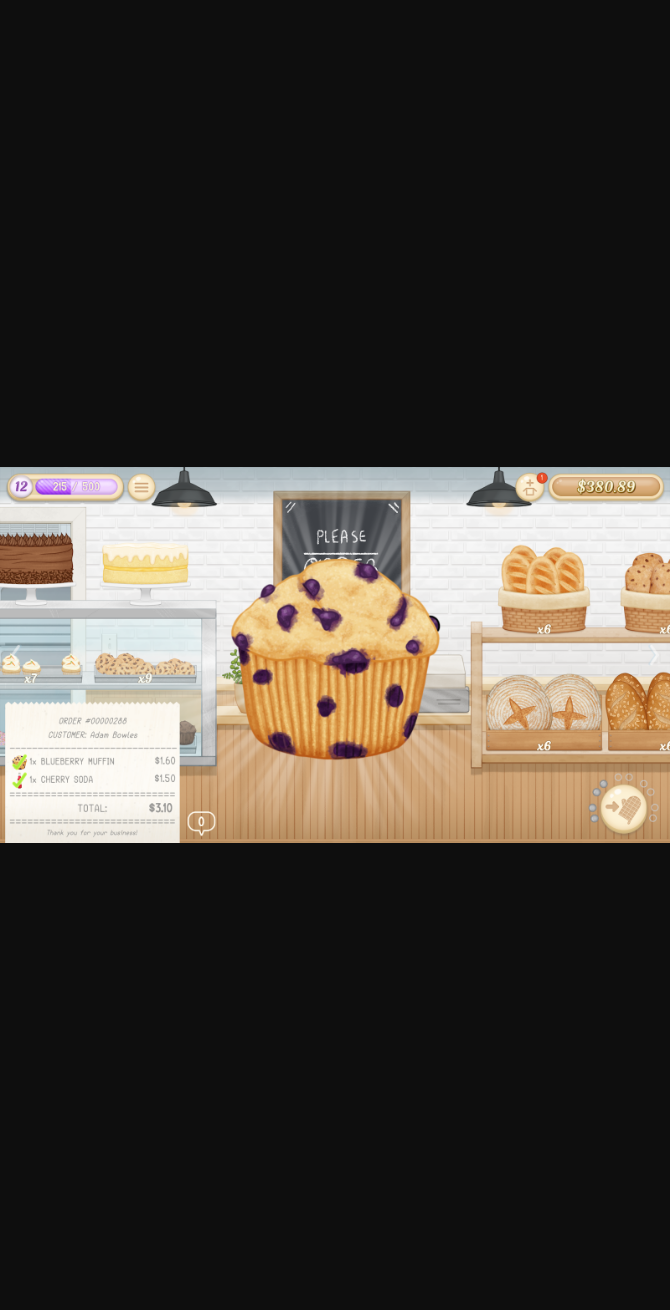 12
215 / 500
1
$380.89
PLEASE
x6
x7
x9
x6
ORDER #00000288
CUSTOMER: Adam Bowles
1x BLUEBERRY MUFFIN $1.60
1x CHERRY SODA $1.50
TOTAL: $3.10
Thank you for your business!
0